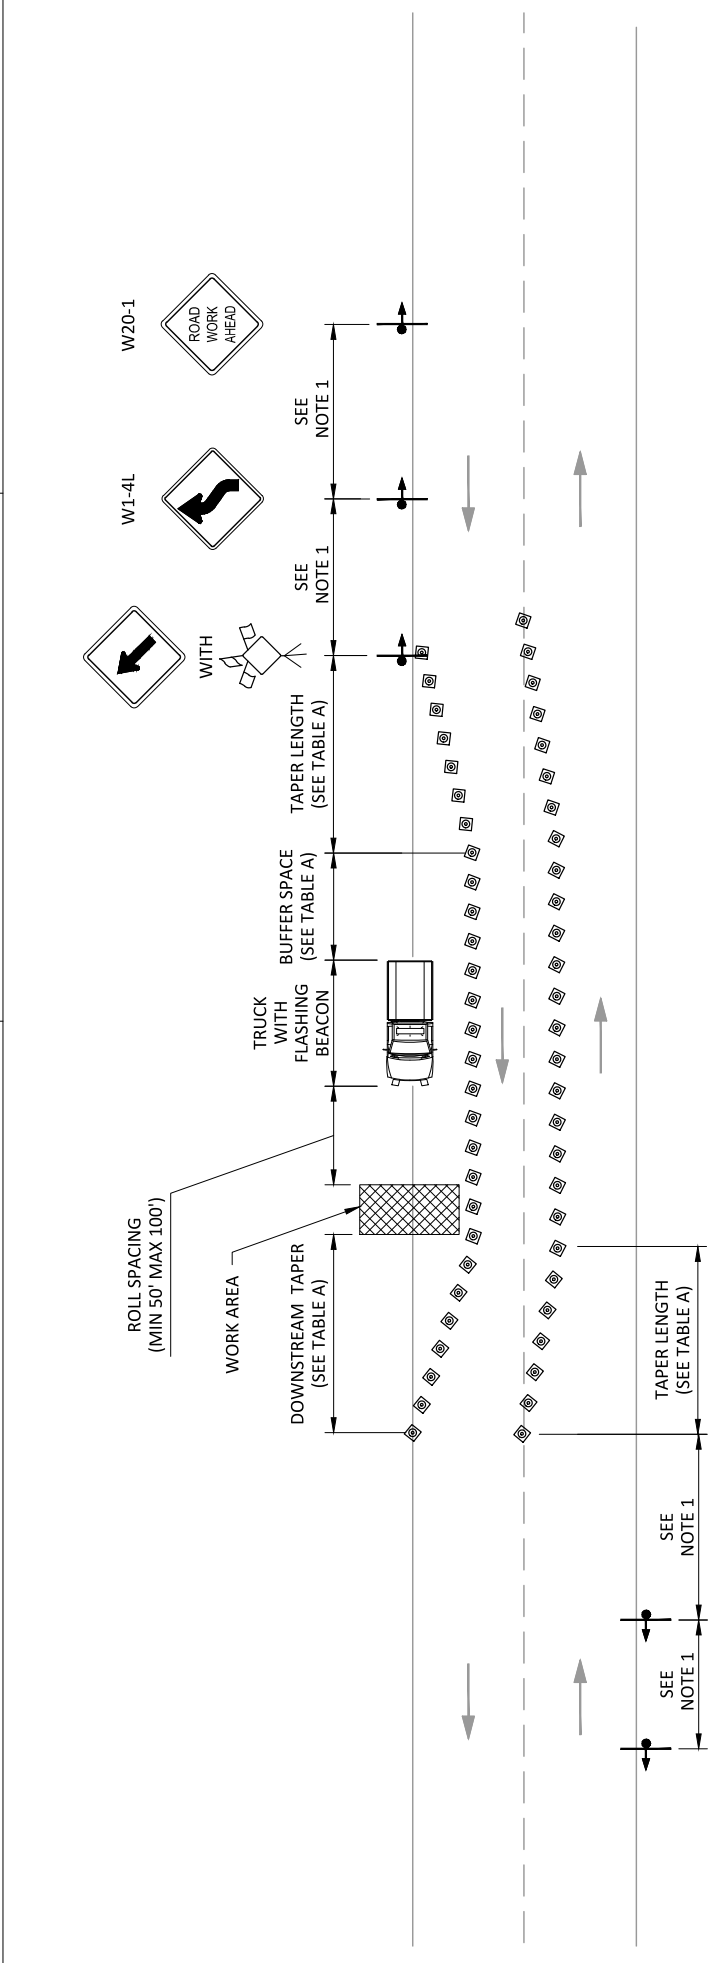 W20-1
ROAD
WORK
AHEAD
SEE
NOTE 1
W1-4L
SEE
NOTE 1
WITH
TAPER LENGTH
(SEE TABLE A)
BUFFER SPACE
(SEE TABLE A)
TRUCK
WITH
FLASHING
BEACON
ROLL SPACING
(MIN 50' MAX 100')
WORK AREA
DOWNSTREAM TAPER
(SEE TABLE A)
TAPER LENGTH
(SEE TABLE A)
SEE
NOTE 1
SEE
NOTE 1